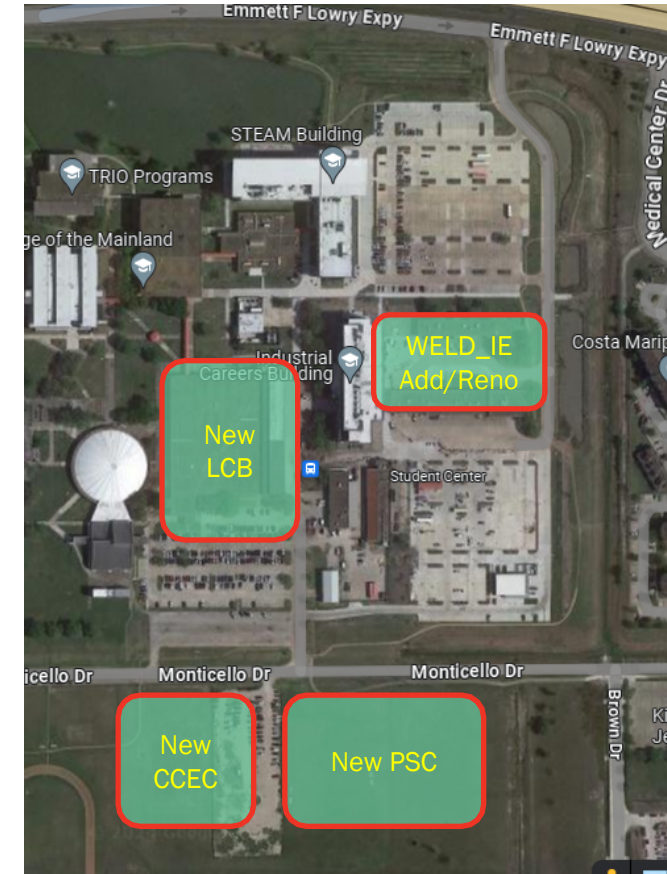 Emmett F Lowry Expy
Emmett F Lowry Expy
Medical Center Dr
STEAM Building
TRIO Programs
ge of the Mainland
WELD_IE
Add/Reno
Costa Marip
Industrial
Careers Building
New
LCB
Student Center
icello Dr
Monticello Dr
Monticello Dr
Brown Dr
New
CCEC
New PSC
Ki
Je